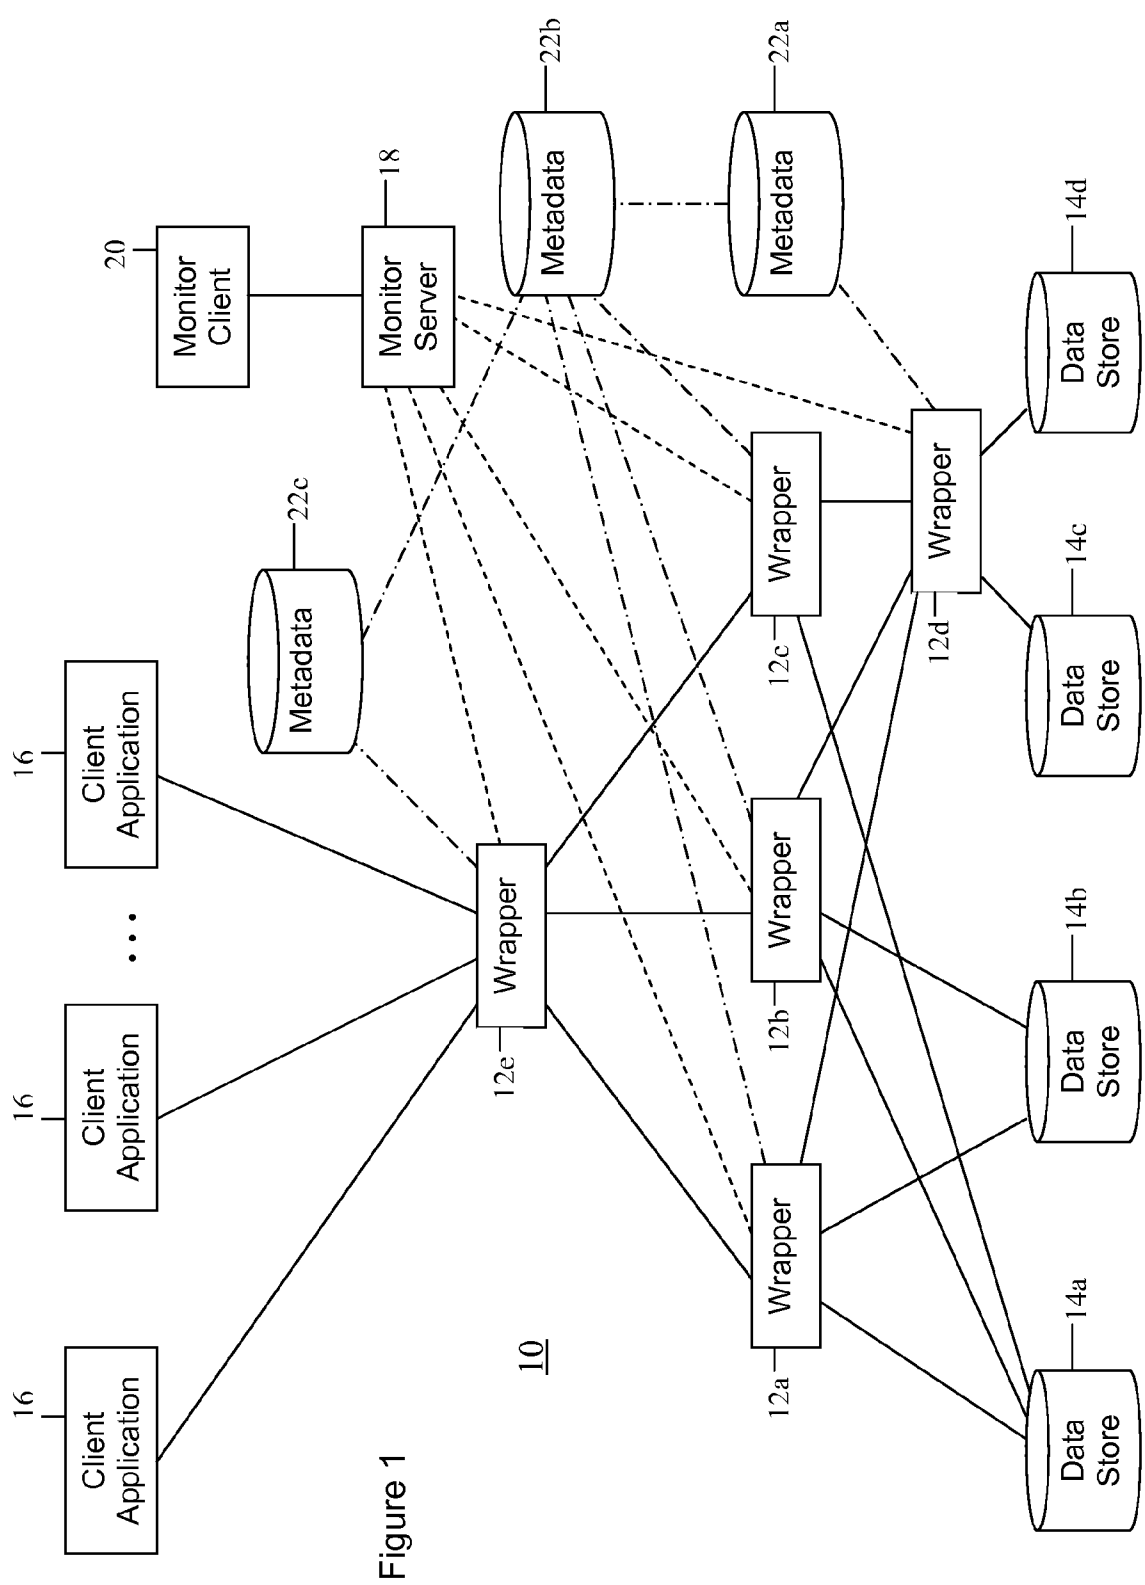 16
Client
Application
16
Client
Application
...
16
Client
Application
20
Monitor
Client
22c
Metadata
18
Monitor
Server
22b
Metadata
22a
Metadata
12e
Wrapper
10
12a
Wrapper
12b
Wrapper
12c
Wrapper
12d
Wrapper
14a
Data
Store
14b
Data
Store
14c
Data
Store
14d
Data
Store
Figure 1